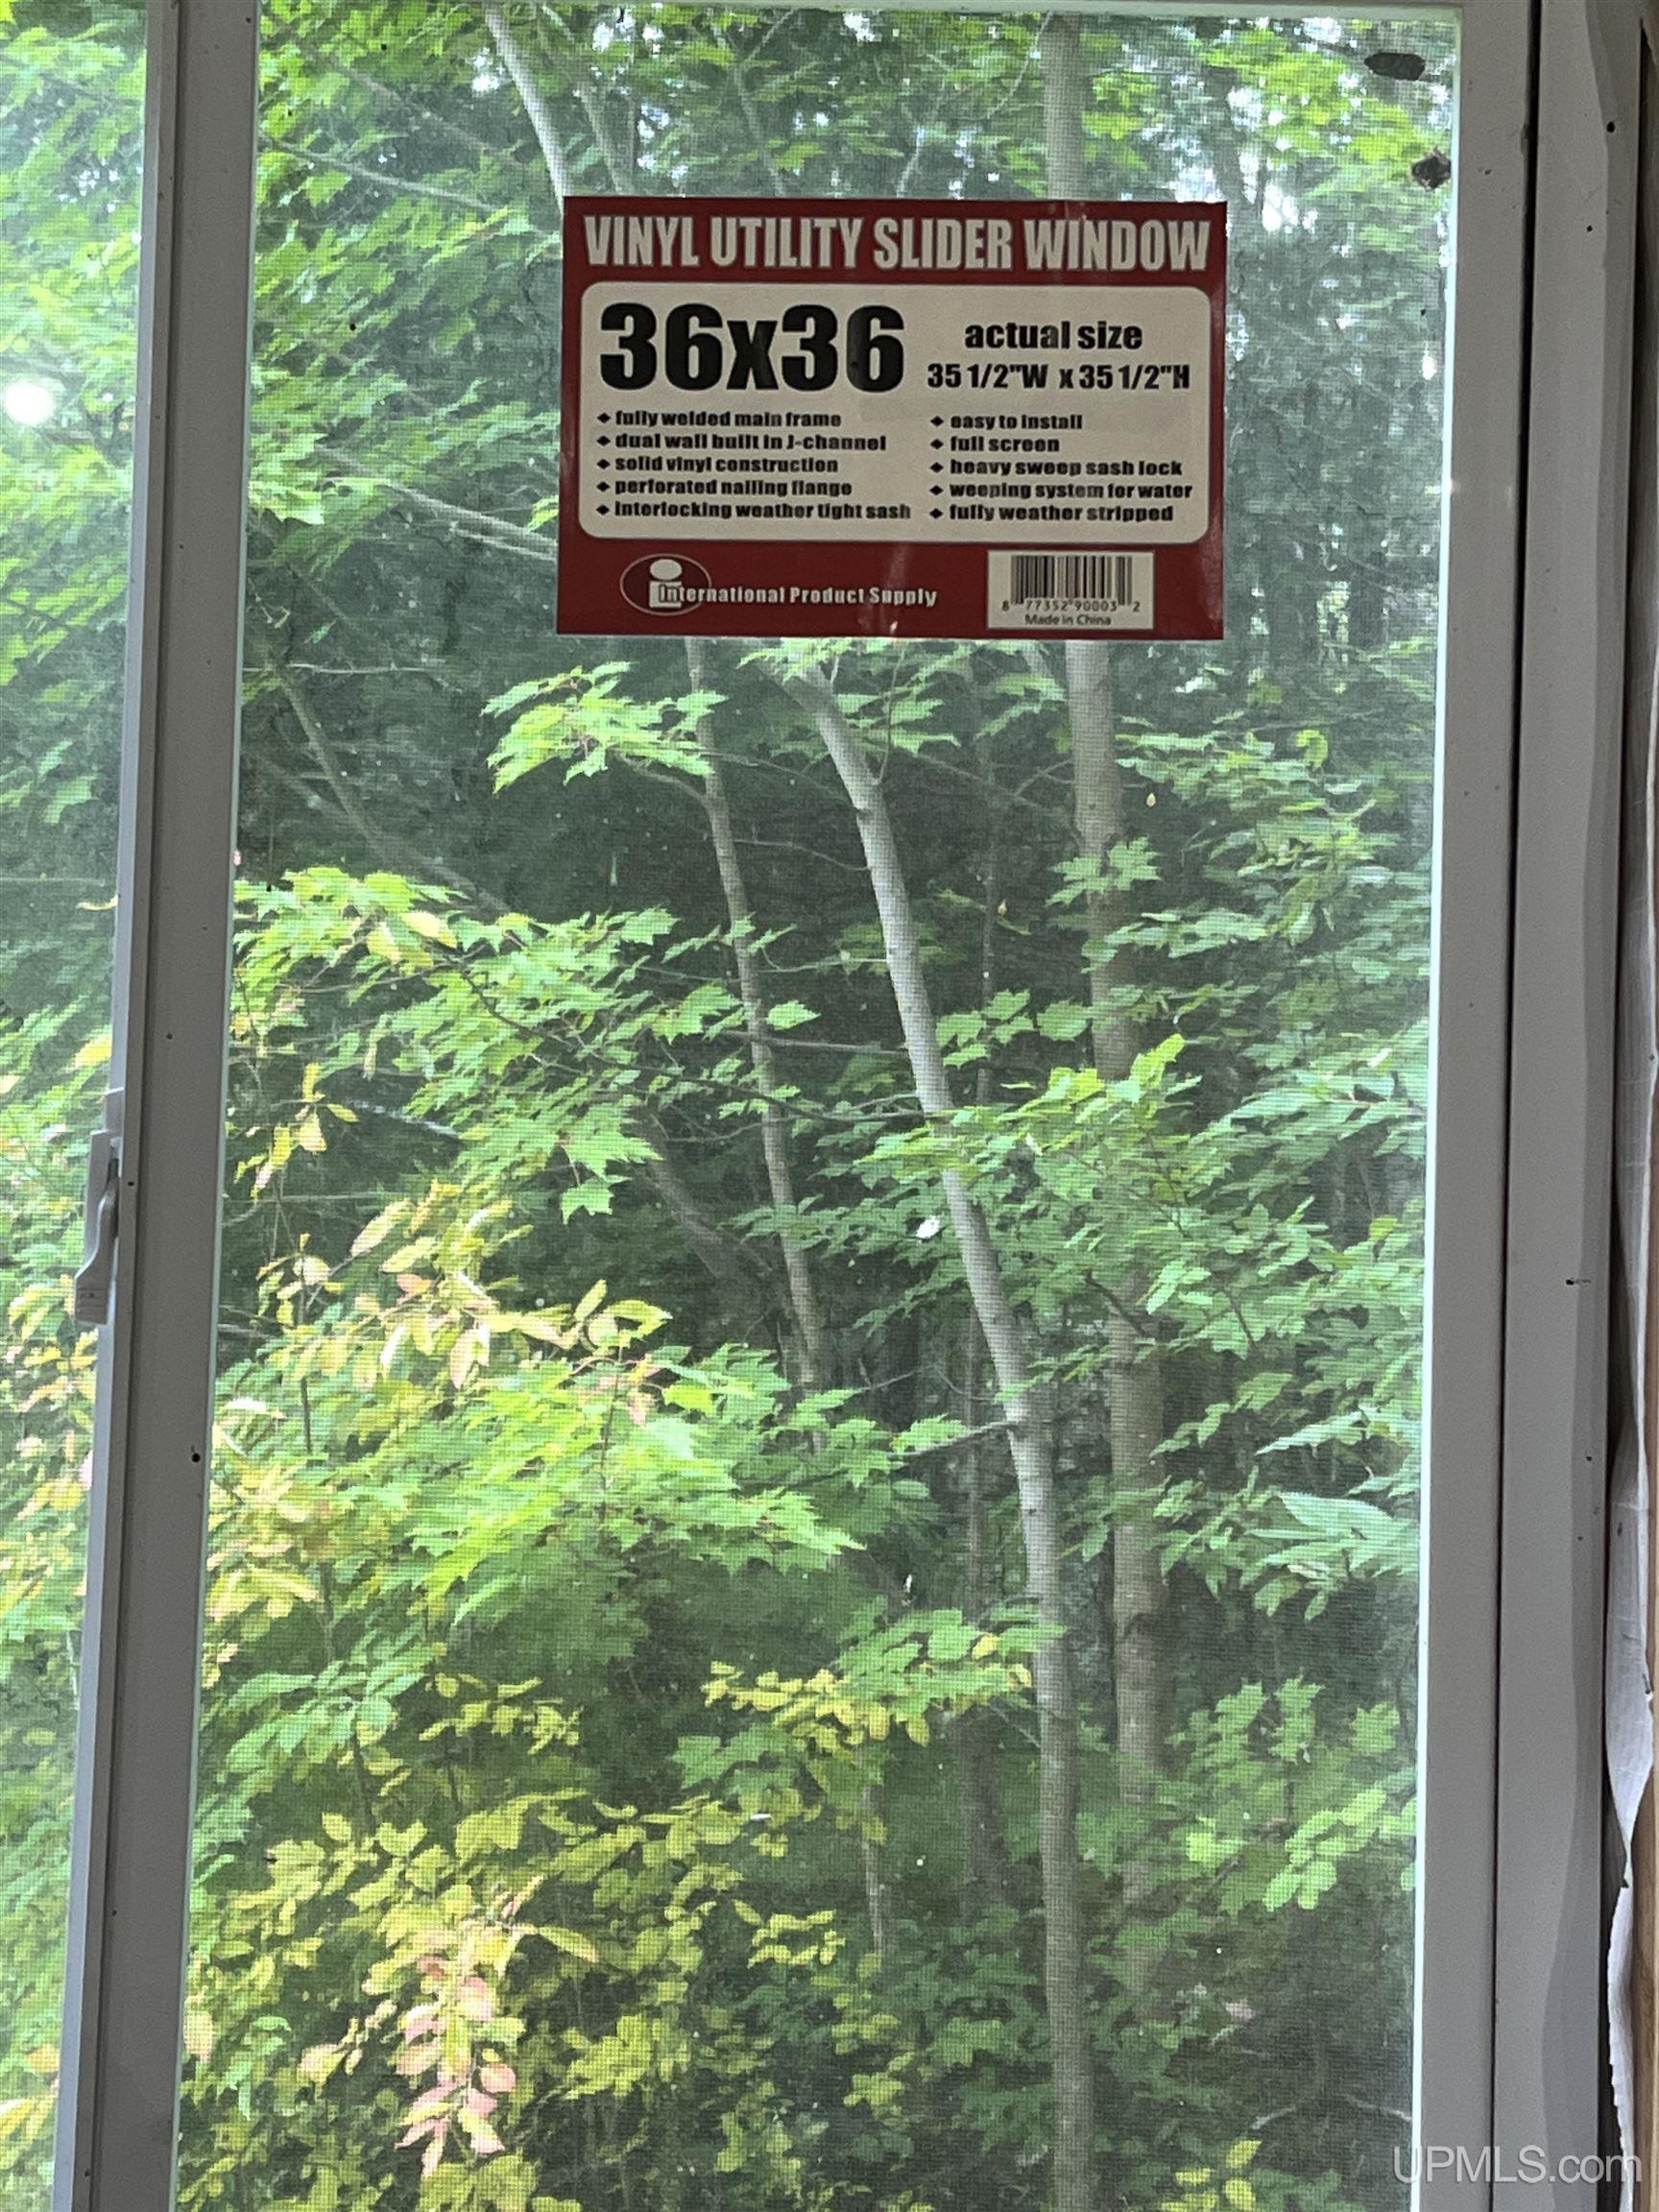 VINYL UTILITY SLIDER WINDOW
36x36
actual size
35 1/2"W x 35 1/2"H
◆ fully welded main frame
◆ dual wall built in J-channel
◆ solid vinyl construction
◆ perforated nailing flange
◆ interlocking weather tight sash
◆ easy to install
◆ full screen
◆ heavy sweep sash lock
◆ weeping system for water
◆ fully weather stripped
International Product Supply
8 77352 90003 2
Made in China
UPMLS.com